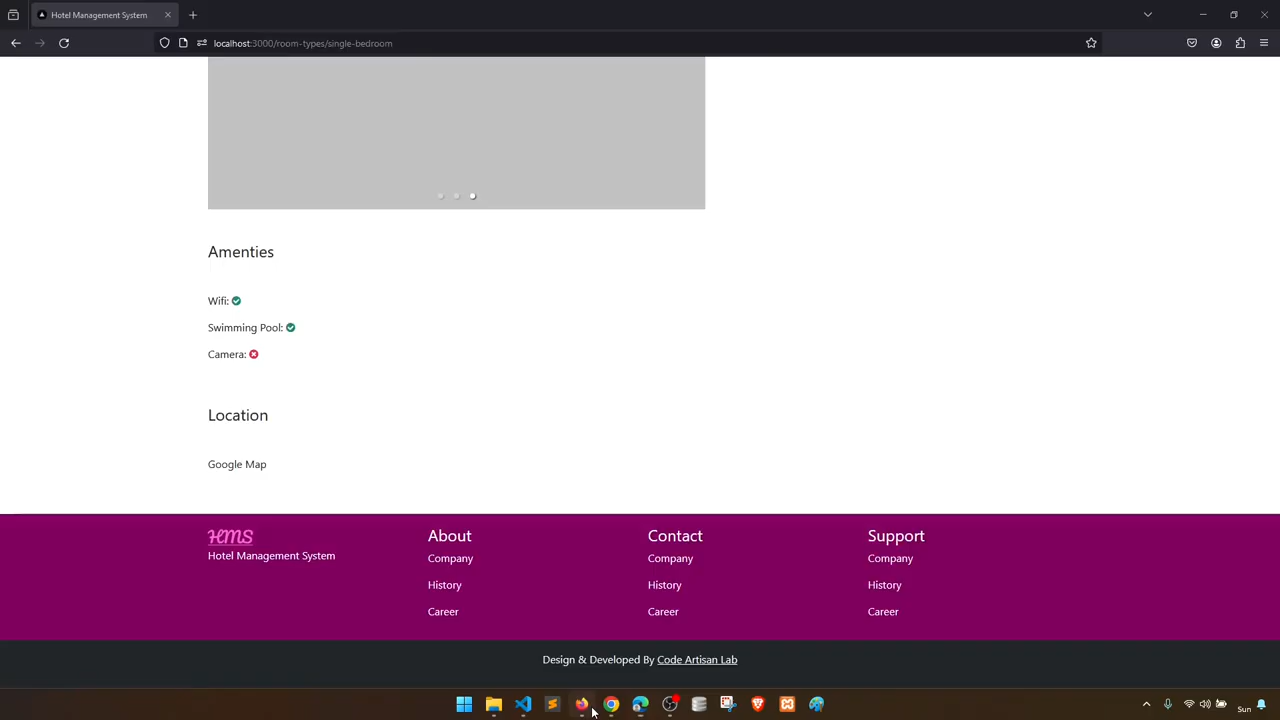 Hotel Management System
localhost:3000/room-types/single-bedroom
Amenties
Wifi:
Swimming Pool:
Camera:
Location
Google Map
HMS
Hotel Management System
About
Company
History
Career
Contact
Company
History
Career
Support
Company
History
Career
Design & Developed By Code Artisan Lab
Sun